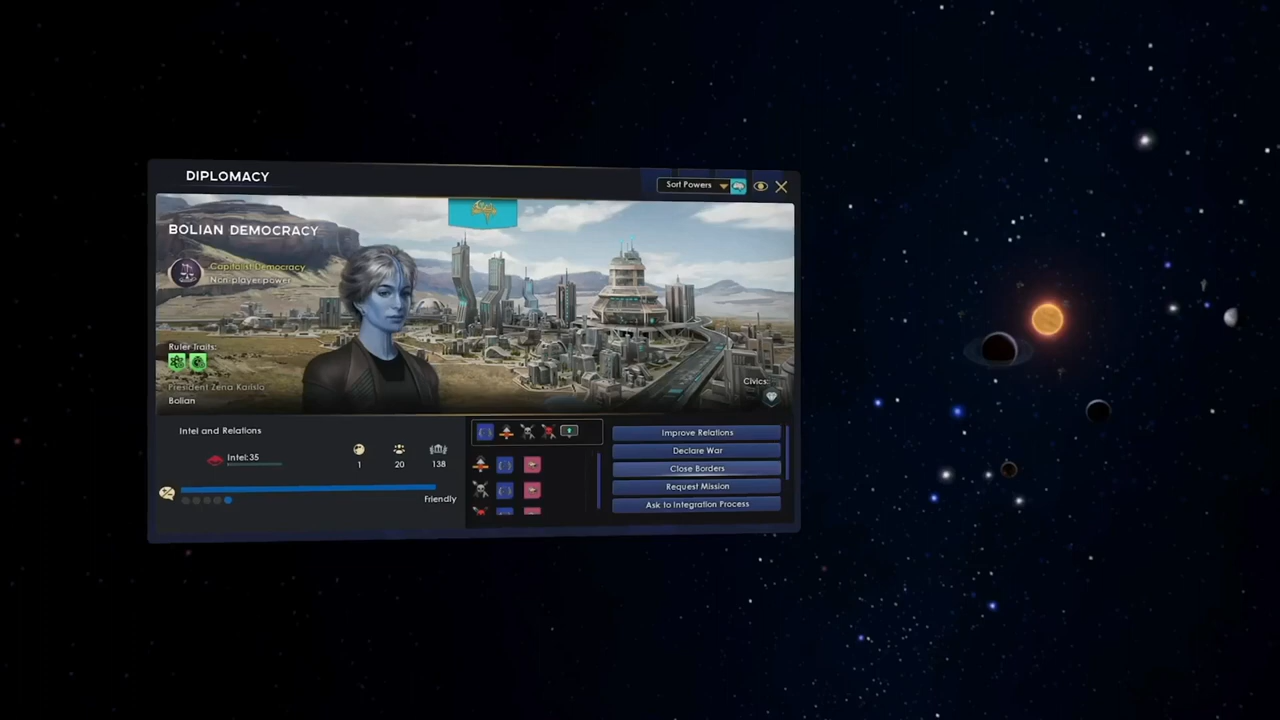 DIPLOMACY
Sort Powers
BOLIAN DEMOCRACY
Capitalist Democracy
Non-player power
Ruler Traits:
President Zena Karisla
Bolian
Civics:
Intel and Relations
Intel: 35
1
20
138
Friendly
Improve Relations
Declare War
Close Borders
Request Mission
Ask to Integration Process